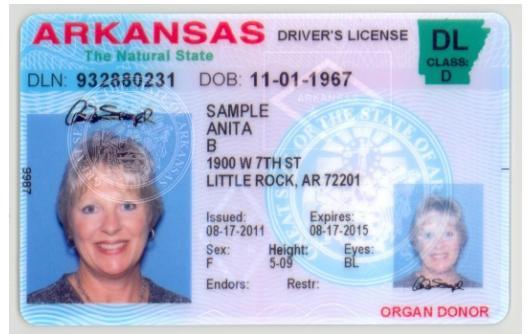 ARKANSAS DRIVER'S LICENSE DL
The Natural State CLASS:
D
DLN: 932880231 DOB: 11-01-1967
SAMPLE
ANITA
B
1900 W 7TH ST
LITTLE ROCK, AR 72201
9987
Issued: Expires:
08-17-2011 08-17-2015
Sex: Height: Eyes:
F 5-09 BL
Endors: Restr:
ORGAN DONOR